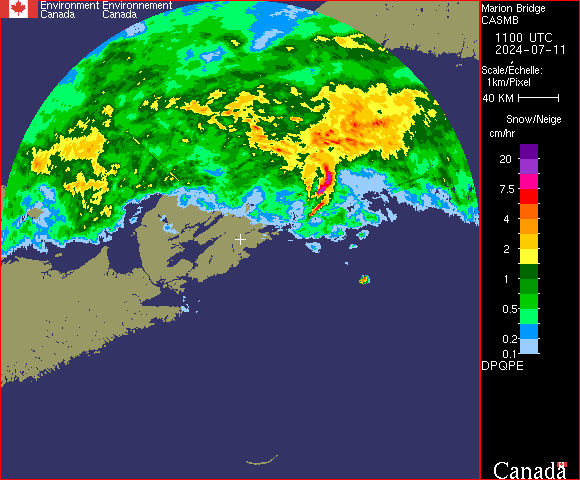 Environment Environnement
Canada Canada
Marion Bridge
CASMB
1100 UTC
2024-07-11
Scale/Échelle:
1km/Pixel
40 KM
Snow/Neige
cm/hr
20
7.5
4
2
1
0.5
0.2
0.1
DPQPE
Canada